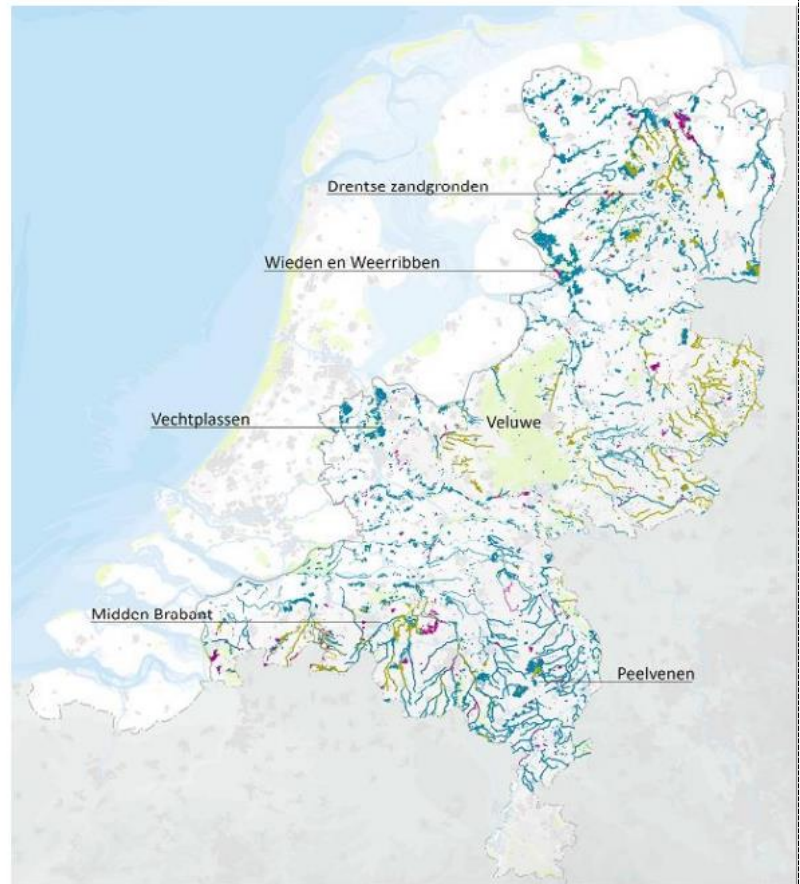 Drentse zandgronden
Wieden en Weerribben
Vechtplassen
Veluwe
Midden Brabant
Peelvenen